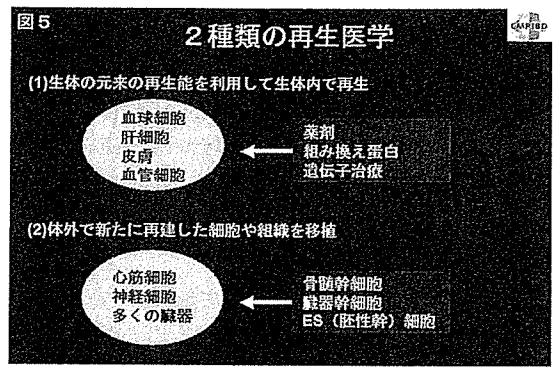 図5
2種類の再生医学
(1)生体の元来の再生能を利用して生体内で再生
血球細胞
肝細胞
皮膚
血管細胞
薬剤
組み換え蛋白
遺伝子治療
(2)体外で新たに再建した細胞や組織を移植
心筋細胞
神経細胞
多くの臓器
骨髄幹細胞
臓器幹細胞
ES（胚性幹）細胞